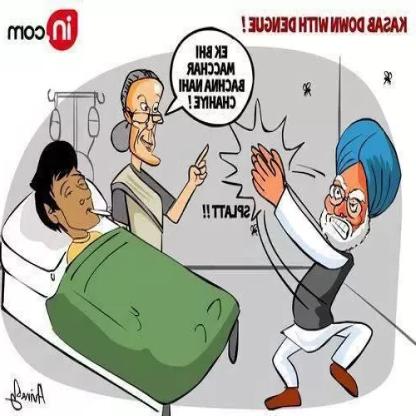 KASAB DOWN WITH DENGUE!
in.com
EK BHI
MACCHAR
BACHNA NAHI
CHAHIYE!
SPLATT!!